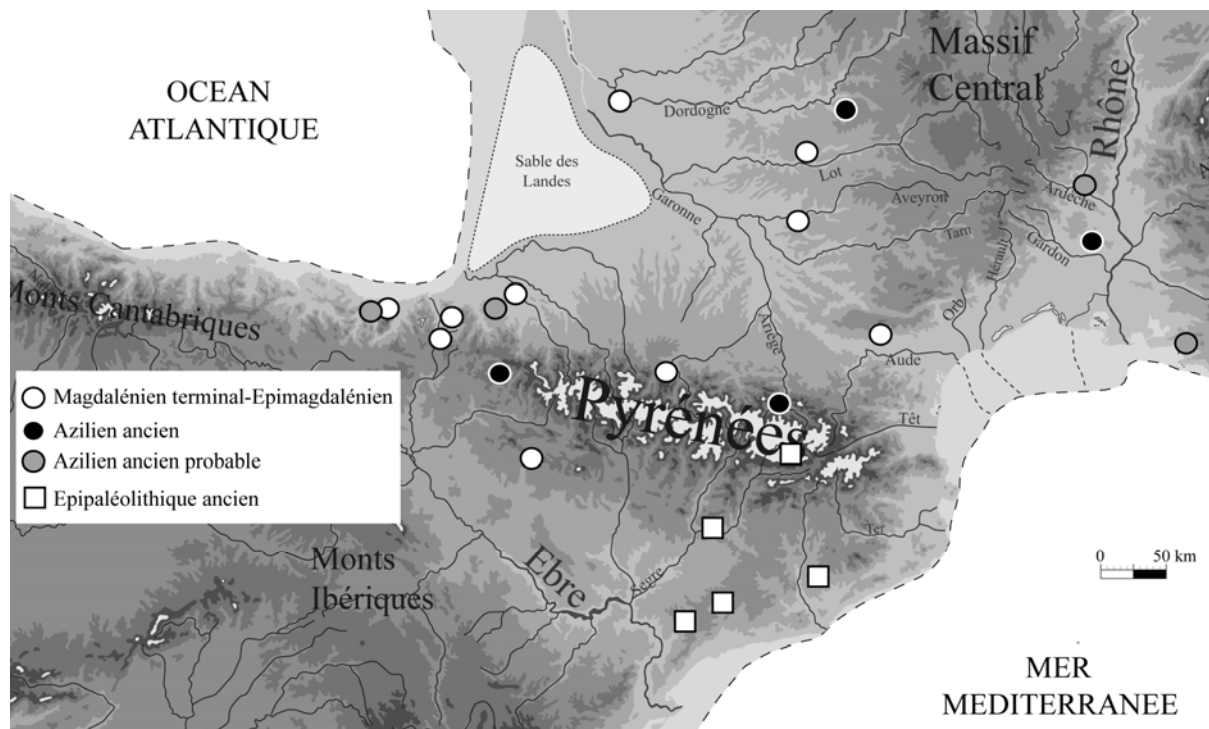 OCEAN
ATLANTIQUE
Massif
Central
Rhône
Dordogne
Sable des
Landes
Lot
Garonne
Aveyron
Ardèche
Tarn
Hérault
Gardon
Monts Cantabriques
Orb
Ariège
Aude
Magdalénien terminal-Epimagdalénien
Azilien ancien
Azilien ancien probable
Epipaléolithique ancien
Pyrénées
Têt
Ter
Monts
Ibériques
Ebre
Segre
0 50 km
MER
MEDITERRANEE